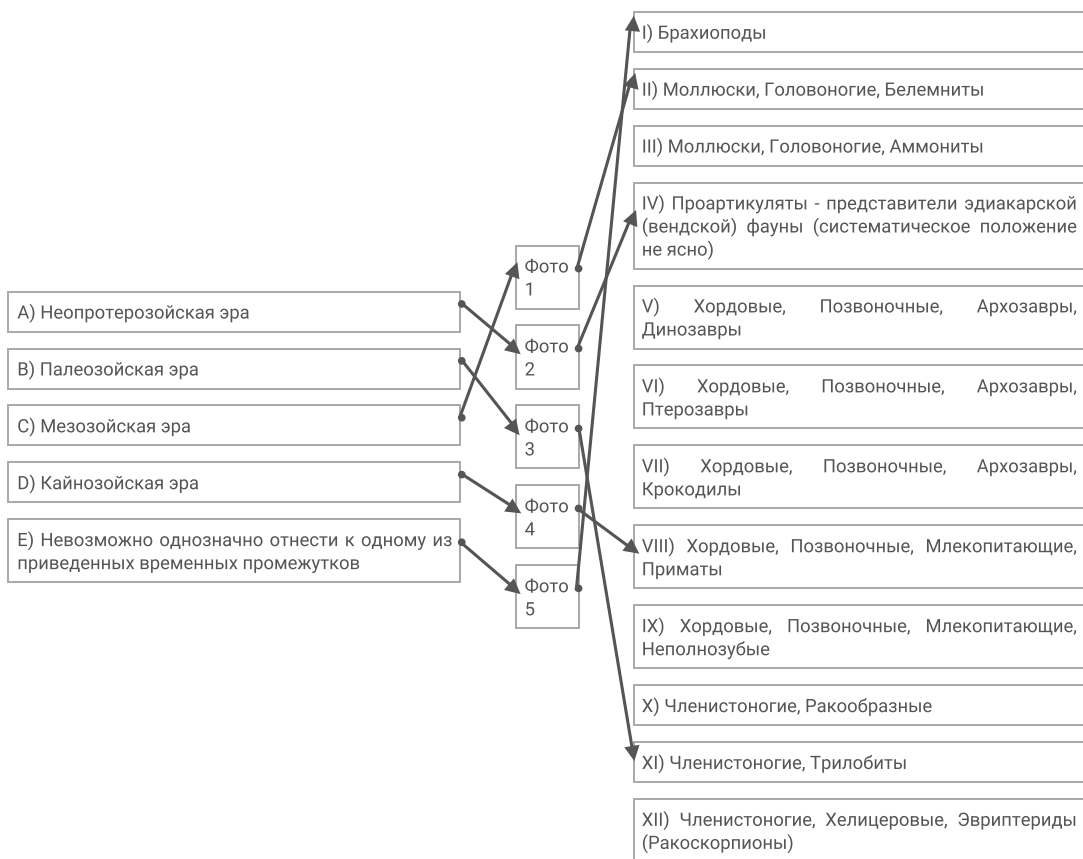 A) Неопротерозойская эра
B) Палеозойская эра
C) Мезозойская эра
D) Кайнозойская эра
E) Невозможно однозначно отнести к одному из
приведенных временных промежутков
Фото
1
Фото
2
Фото
3
Фото
4
Фото
5
I) Брахиоподы
II) Моллюски, Головоногие, Белемниты
III) Моллюски, Головоногие, Аммониты
IV) Проартикуляты - представители эдиакарской
(вендской) фауны (систематическое положение
не ясно)
V) Хордовые, Позвоночные, Архозавры,
Динозавры
VI) Хордовые, Позвоночные, Архозавры,
Птерозавры
VII) Хордовые, Позвоночные, Архозавры,
Крокодилы
VIII) Хордовые, Позвоночные, Млекопитающие,
Приматы
IX) Хордовые, Позвоночные, Млекопитающие,
Неполнозубые
X) Членистоногие, Ракообразные
XI) Членистоногие, Трилобиты
XII) Членистоногие, Хелицеровые, Эвриптериды
(Ракоскорпионы)